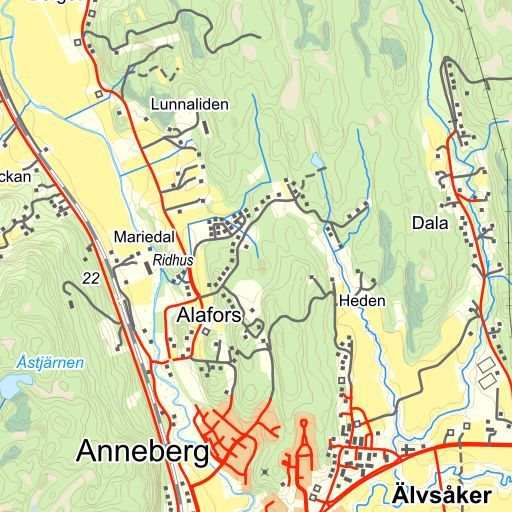 Lunnaliden
ckan
Dala
Mariedal
Ridhus
22
Heden
Alafors
Åstjärnen
Anneberg
Älvsåker